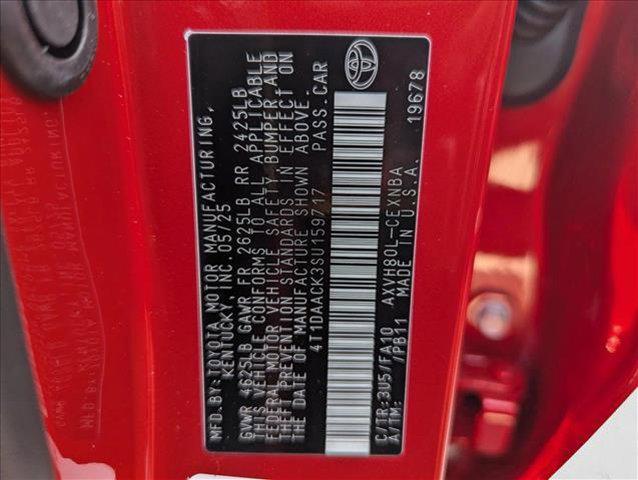 MFD. BY: TOYOTA MOTOR MANUFACTURING,
KENTUCKY, INC. 05/25
GVWR 4625LB GAWR FR 2625LB RR 2425LB
THIS VEHICLE CONFORMS TO ALL APPLICABLE
FEDERAL MOTOR VEHICLE SAFETY, BUMPER, AND
THEFT PREVENTION STANDARDS IN EFFECT ON
THE DATE OF MANUFACTURE SHOWN ABOVE.
4T1DAACK3SU159717 PASS. CAR
C/TR: 3U5/FA10 AXVH80L-CEXNBA
A/TM: /PB11 MADE IN U.S.A. 19678